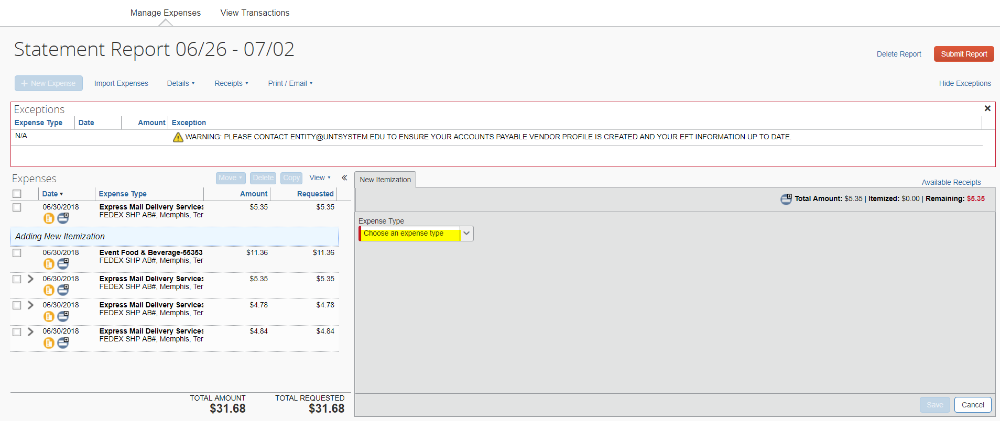 Manage Expenses View Transactions
Statement Report 06/26 - 07/02
Delete Report Submit Report
+ New Expense Import Expenses Details Receipts Print / Email Hide Exceptions
Exceptions
Expense Type Date Amount Exception
N/A WARNING: PLEASE CONTACT ENTITY@UNTSYSTEM.EDU TO ENSURE YOUR ACCOUNTS PAYABLE VENDOR PROFILE IS CREATED AND YOUR EFT INFORMATION UP TO DATE.
Expenses Move Delete Copy View
Date Expense Type Amount Requested
06/30/2018 Express Mail Delivery Services $5.35 $5.35
FEDEX SHP AB#, Memphis, Ter
Adding New Itemization
06/30/2018 Event Food & Beverage-55353 $11.36 $11.36
FEDEX SHP AB#, Memphis, Ter
06/30/2018 Express Mail Delivery Services $5.35 $5.35
FEDEX SHP AB#, Memphis, Ter
06/30/2018 Express Mail Delivery Services $4.78 $4.78
FEDEX SHP AB#, Memphis, Ter
06/30/2018 Express Mail Delivery Services $4.84 $4.84
FEDEX SHP AB#, Memphis, Ter
TOTAL AMOUNT TOTAL REQUESTED
$31.68 $31.68
New Itemization
Available Receipts
Total Amount: $5.35 | Itemized: $0.00 | Remaining: $5.35
Expense Type
Choose an expense type
Save Cancel